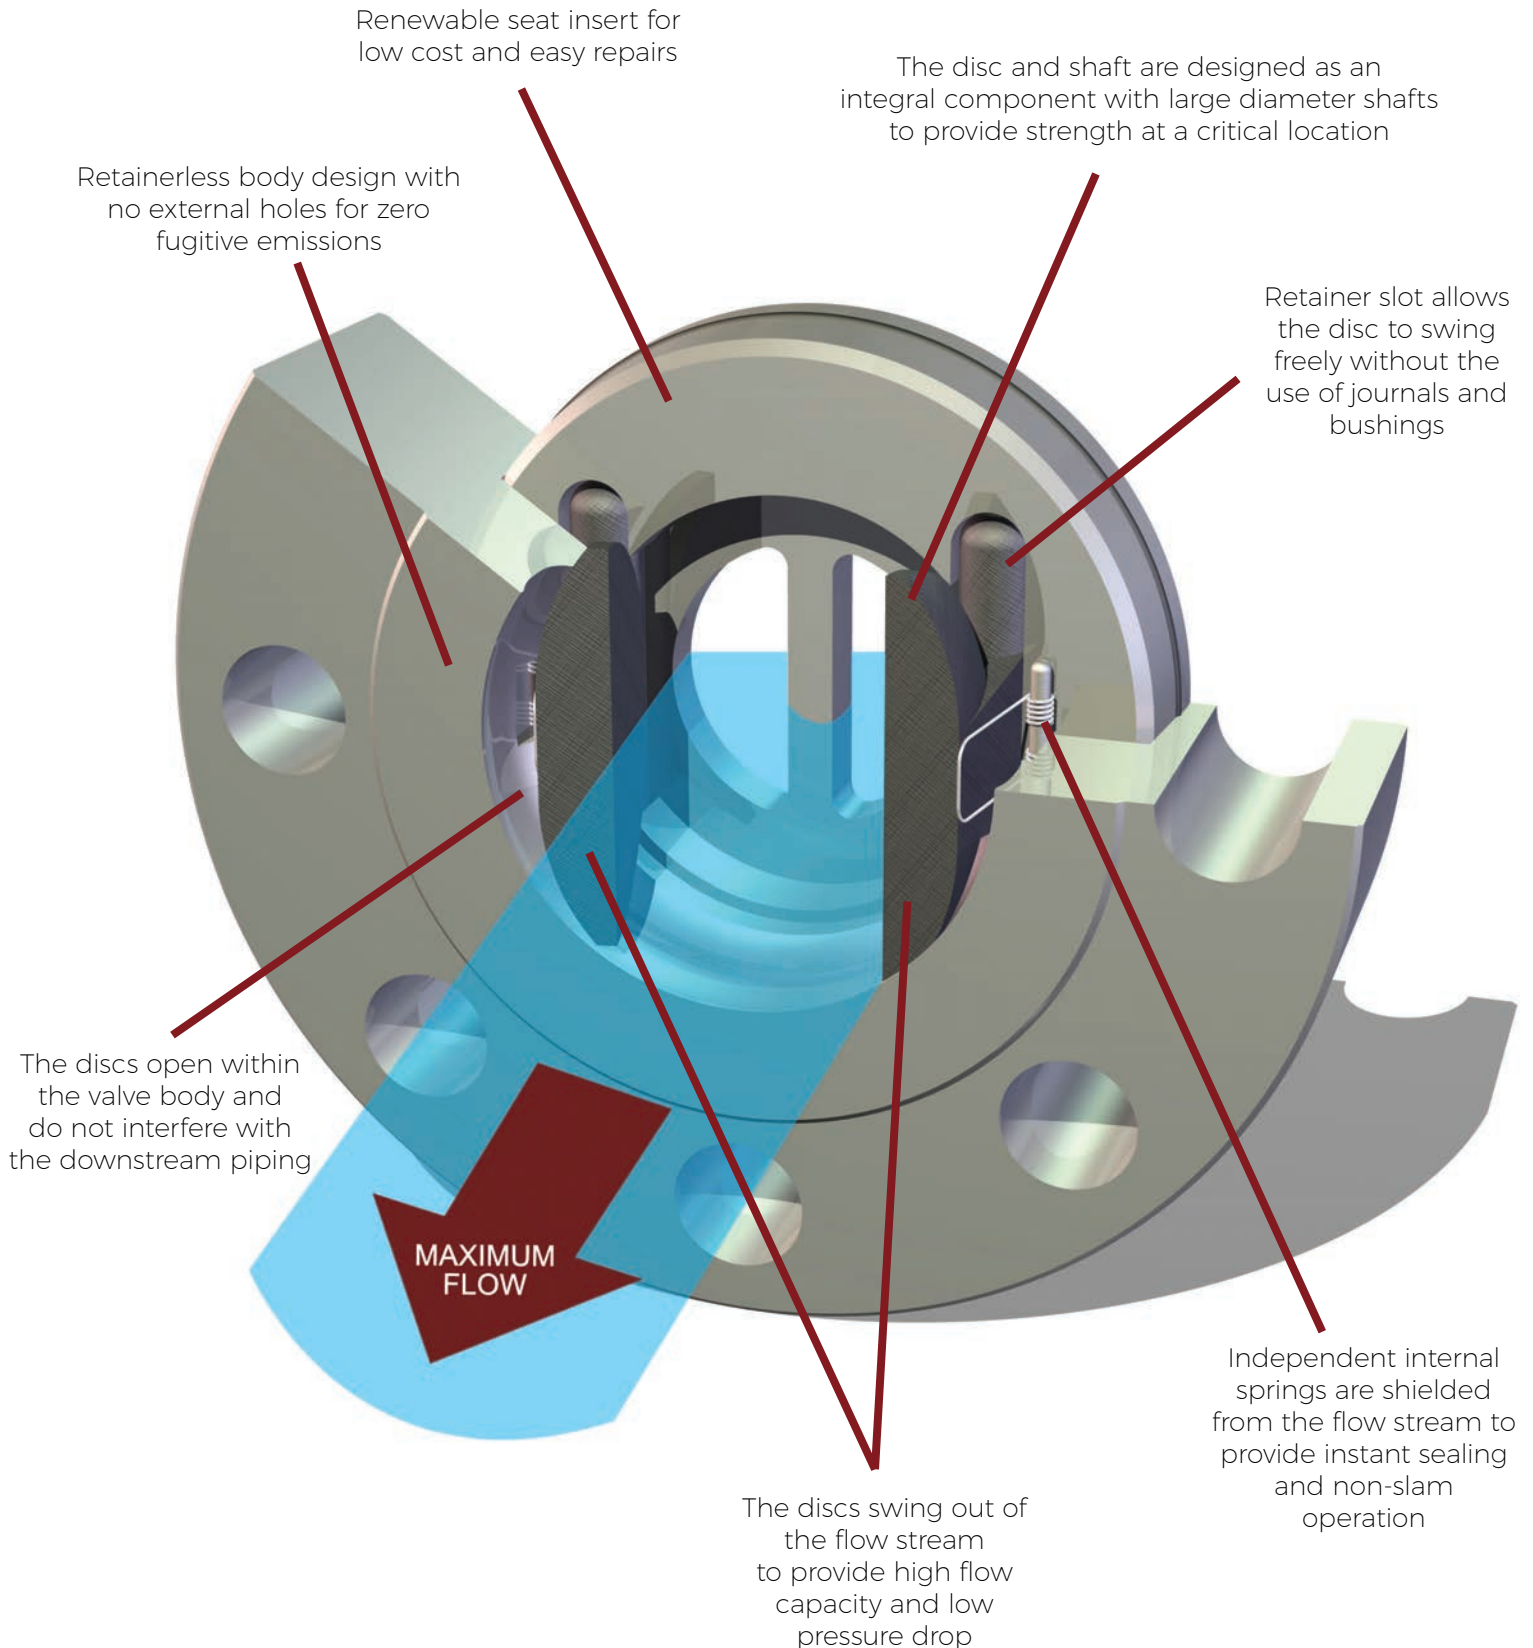 Renewable seat insert for
low cost and easy repairs
The disc and shaft are designed as an
integral component with large diameter shafts
to provide strength at a critical location
Retainerless body design with
no external holes for zero
fugitive emissions
Retainer slot allows
the disc to swing
freely without the
use of journals and
bushings
The discs open within
the valve body and
do not interfere with
the downstream piping
MAXIMUM
FLOW
Independent internal
springs are shielded
from the flow stream to
provide instant sealing
and non-slam
operation
The discs swing out of
the flow stream
to provide high flow
capacity and low
pressure drop